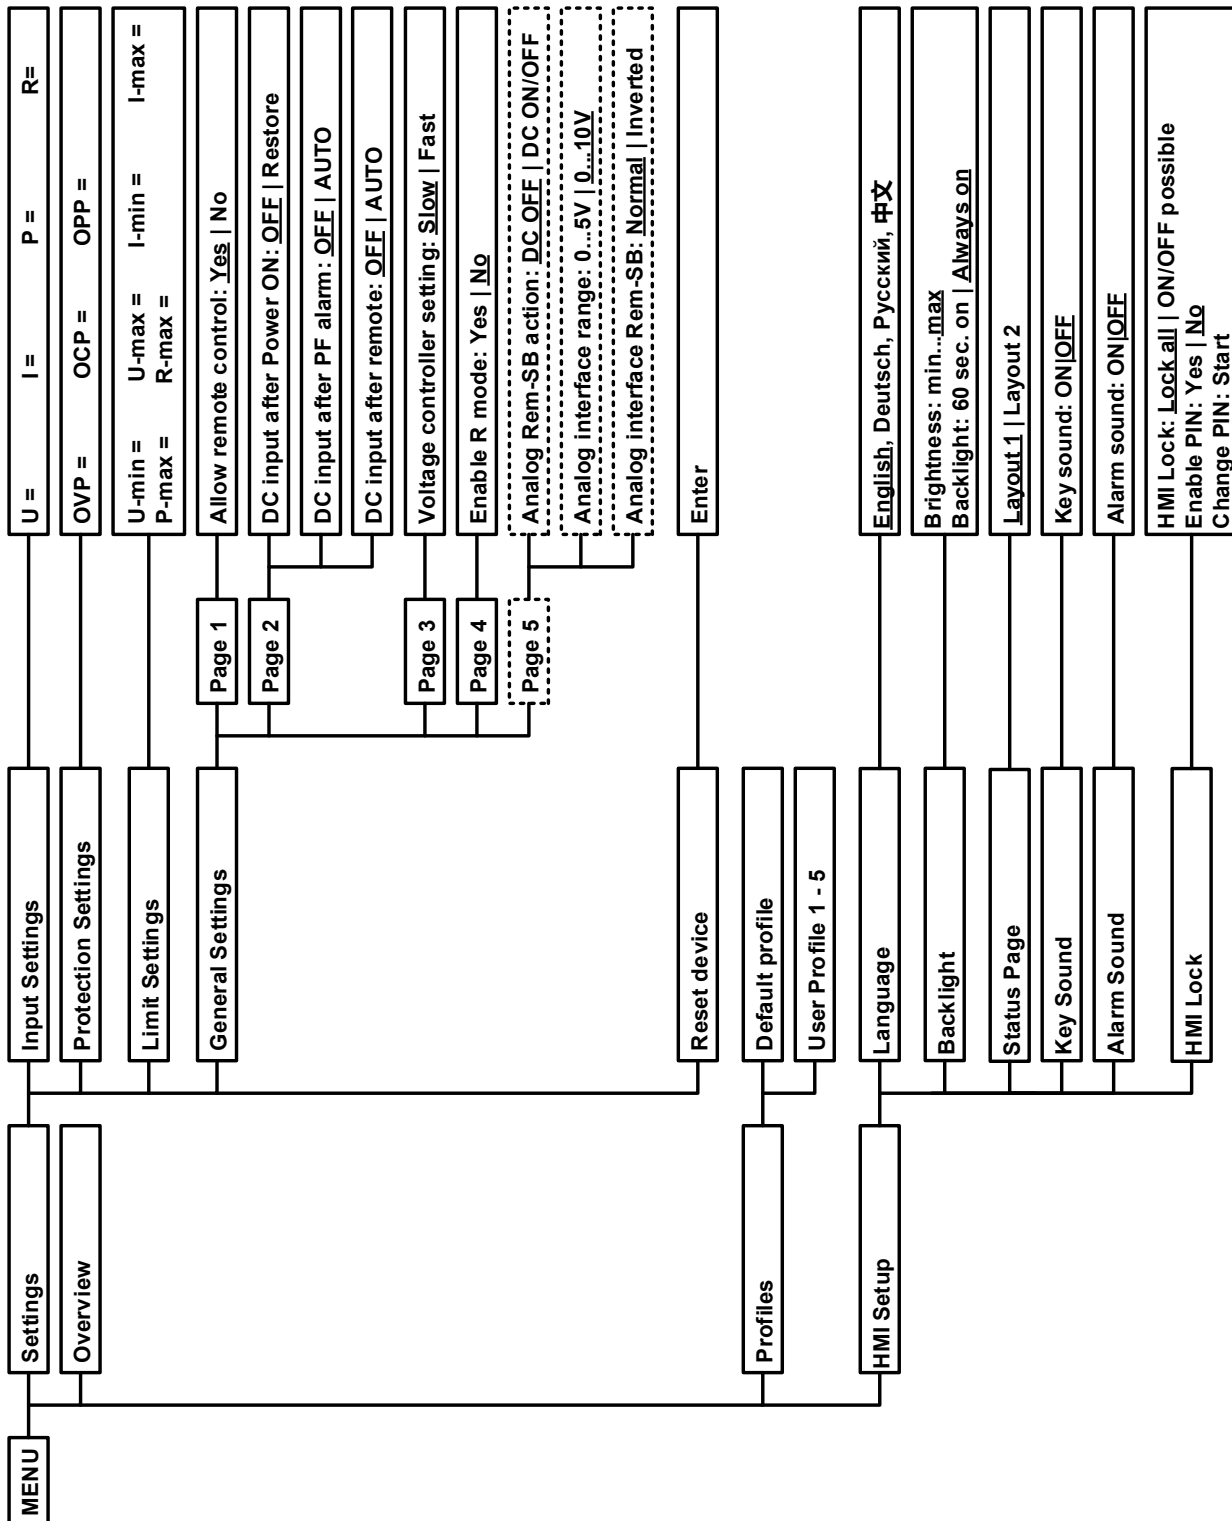 MENU
Settings
Input Settings
U = I = P = R=
Protection Settings
OVP = OCP = OPP =
Limit Settings
U-min = U-max = I-min = I-max =
P-max = R-max =
General Settings
Page 1
Allow remote control: Yes | No
Page 2
DC input after Power ON: OFF | Restore
DC input after PF alarm: OFF | AUTO
DC input after remote: OFF | AUTO
Page 3
Voltage controller setting: Slow | Fast
Page 4
Enable R mode: Yes | No
Page 5
Analog Rem-SB action: DC OFF | DC ON/OFF
Analog interface range: 0...5V | 0...10V
Analog interface Rem-SB: Normal | Inverted
Reset device
Enter
Overview
Profiles
Default profile
User Profile 1 - 5
HMI Setup
Language
English, Deutsch, Русский, 中文
Backlight
Brightness: min...max
Backlight: 60 sec. on | Always on
Status Page
Layout 1 | Layout 2
Key Sound
Key sound: ON|OFF
Alarm Sound
Alarm sound: ON|OFF
HMI Lock
HMI Lock: Lock all | ON/OFF possible
Enable PIN: Yes | No
Change PIN: Start